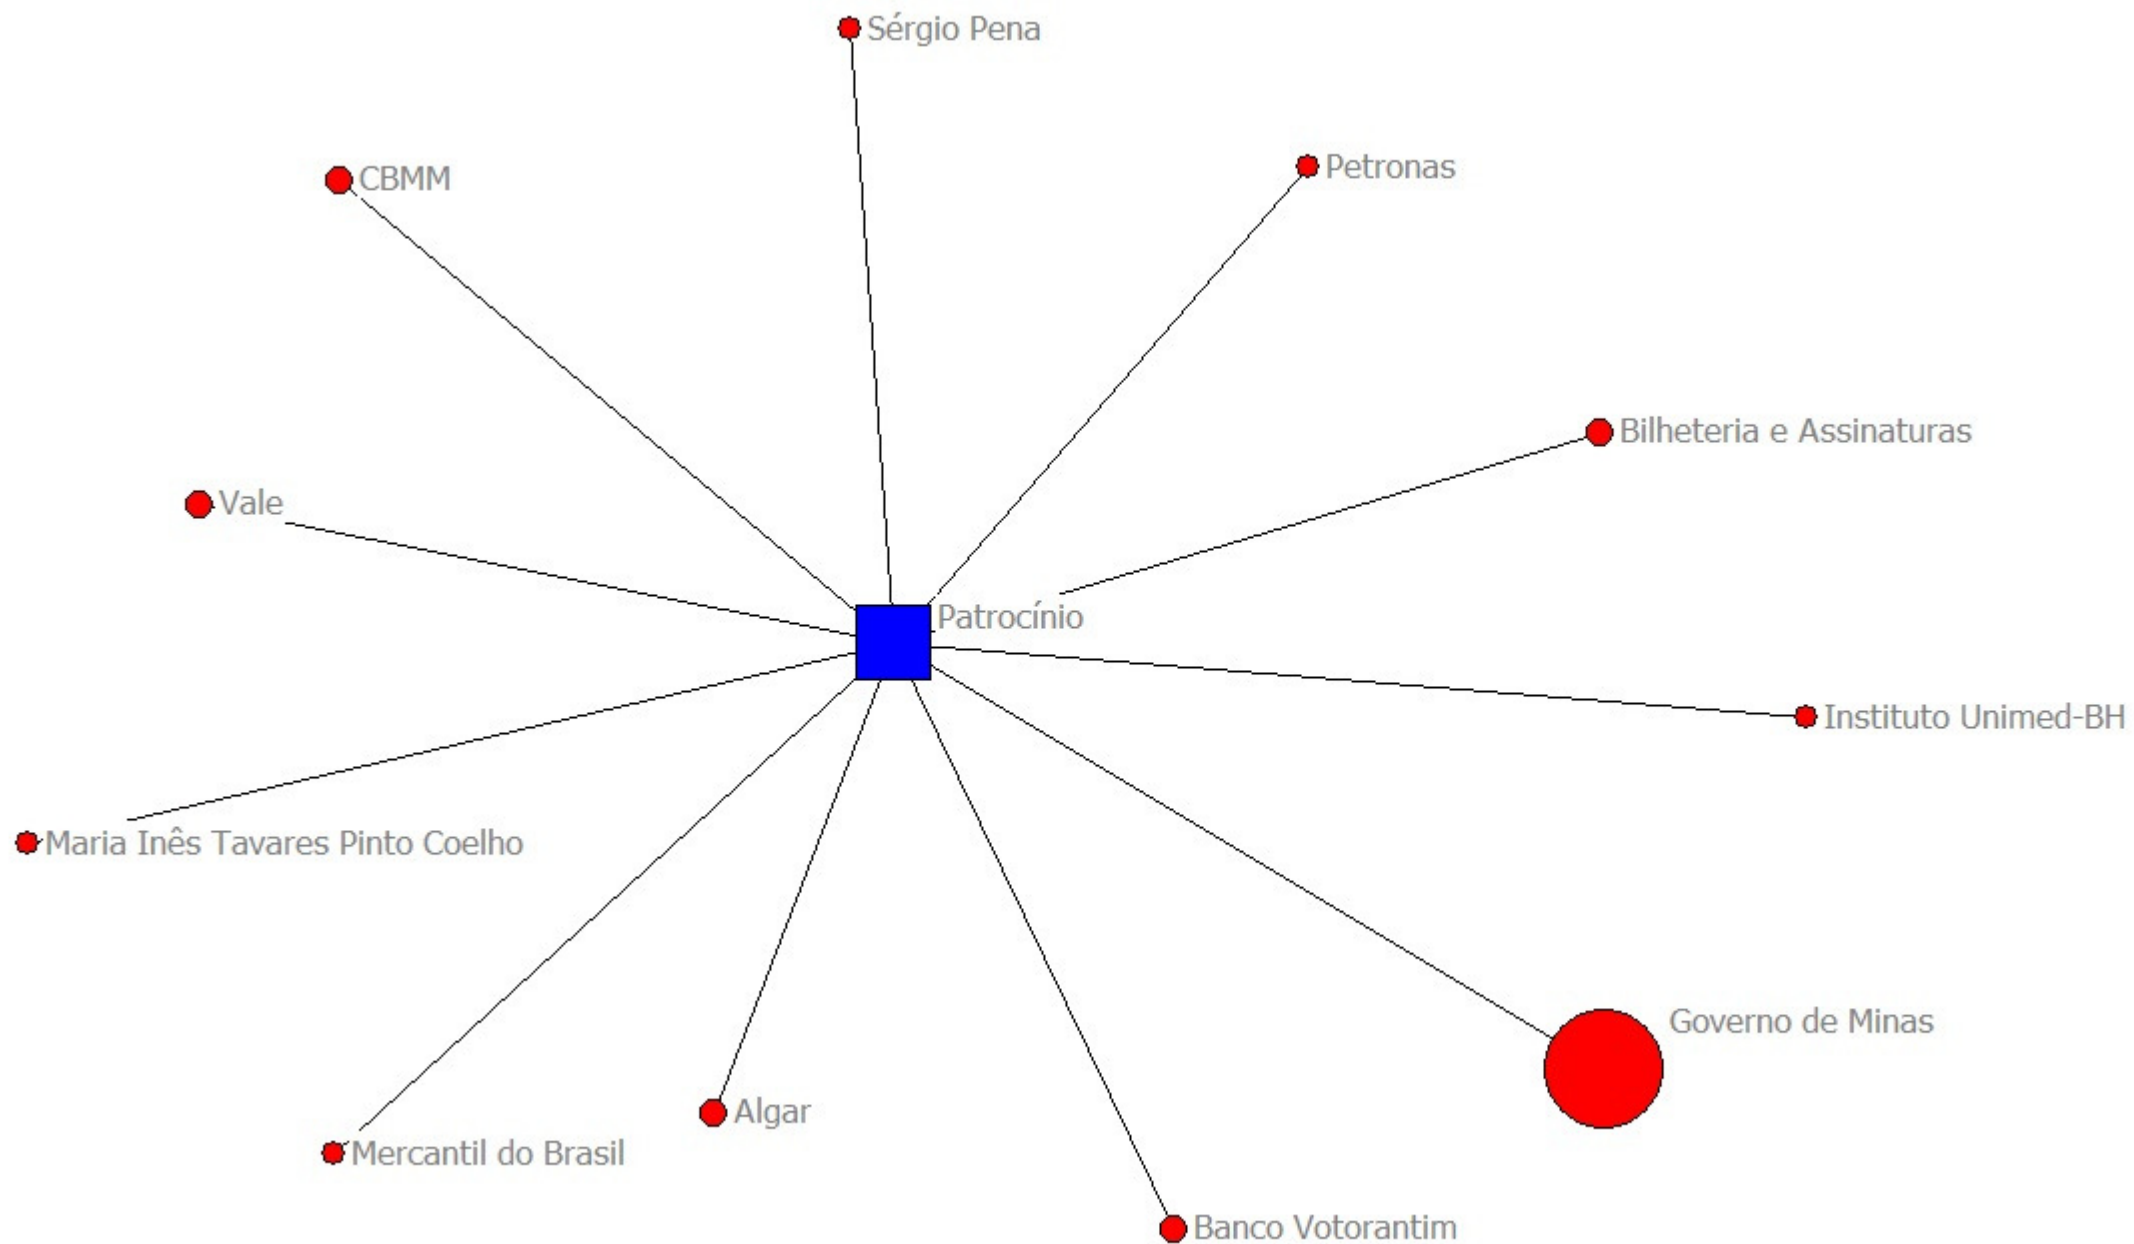 Sérgio Pena
Petronas
CBMM
Bilheteria e Assinaturas
Vale
Patrocínio
Instituto Unimed-BH
Maria Inês Tavares Pinto Coelho
Governo de Minas
Algar
Mercantil do Brasil
Banco Votorantim